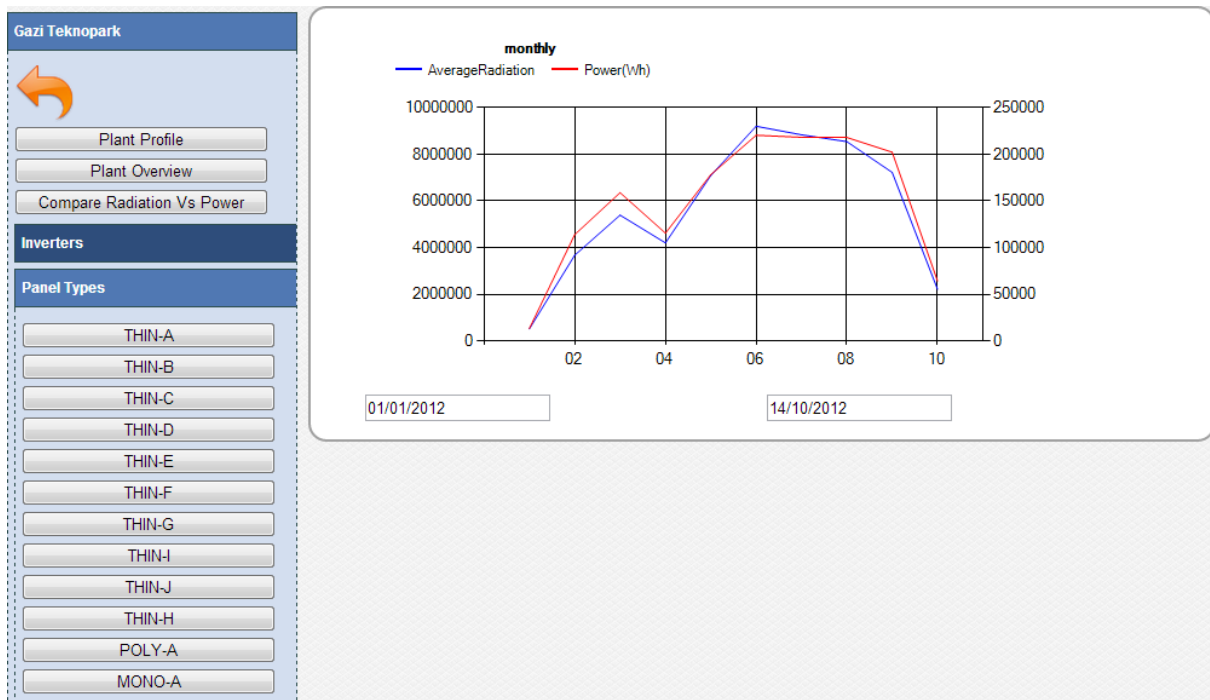 Gazi Teknopark
Plant Profile
Plant Overview
Compare Radiation Vs Power
Inverters
Panel Types
THIN-A
THIN-B
THIN-C
THIN-D
THIN-E
THIN-F
THIN-G
THIN-I
THIN-J
THIN-H
POLY-A
MONO-A
monthly
AverageRadiation Power(Wh)
10000000 250000
8000000 200000
6000000 150000
4000000 100000
2000000 50000
0 0
02 04 06 08 10
01/01/2012 14/10/2012